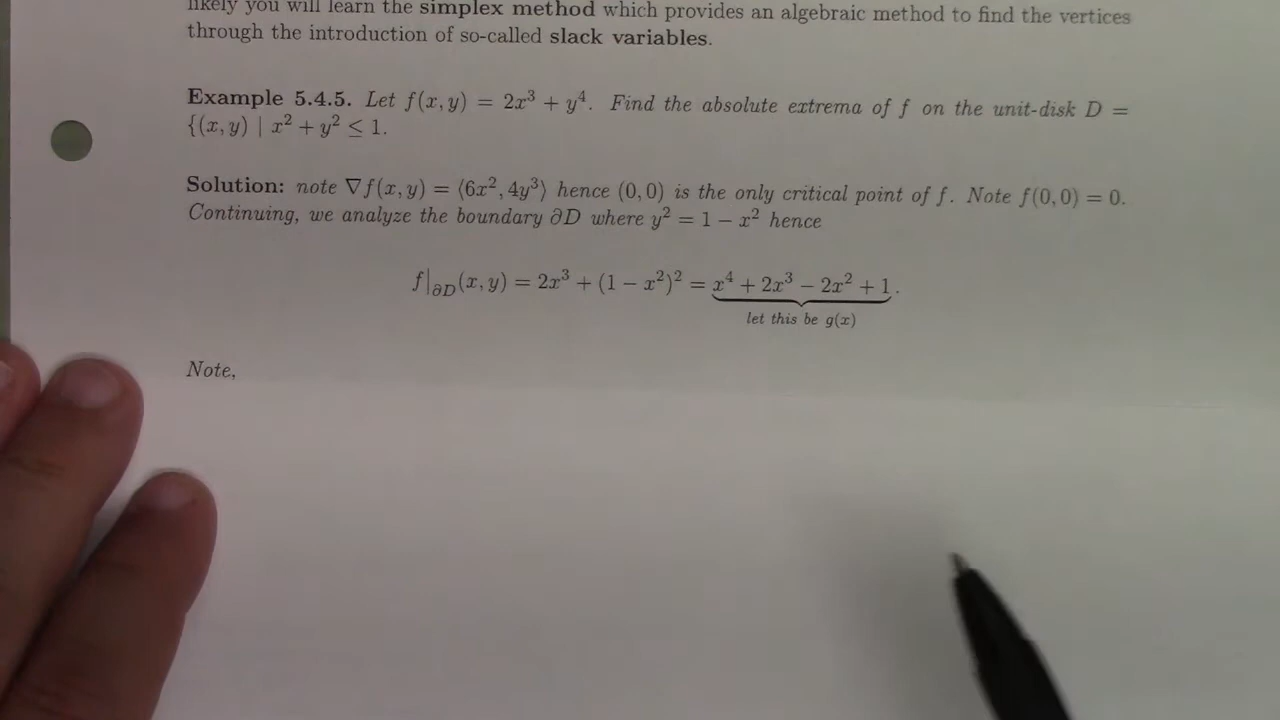 likely you will learn the simplex method which provides an algebraic method to find the vertices
through the introduction of so-called slack variables.
Example 5.4.5. Let f(x, y) = 2x³ + y⁴. Find the absolute extrema of f on the unit-disk D =
{(x, y) | x² + y² ≤ 1.
Solution: note ∇f(x, y) = ⟨6x², 4y³⟩ hence (0, 0) is the only critical point of f. Note f(0, 0) = 0.
Continuing, we analyze the boundary ∂D where y² = 1 − x² hence
f|∂D(x, y) = 2x³ + (1 − x²)² = x⁴ + 2x³ − 2x² + 1.
let this be g(x)
Note,